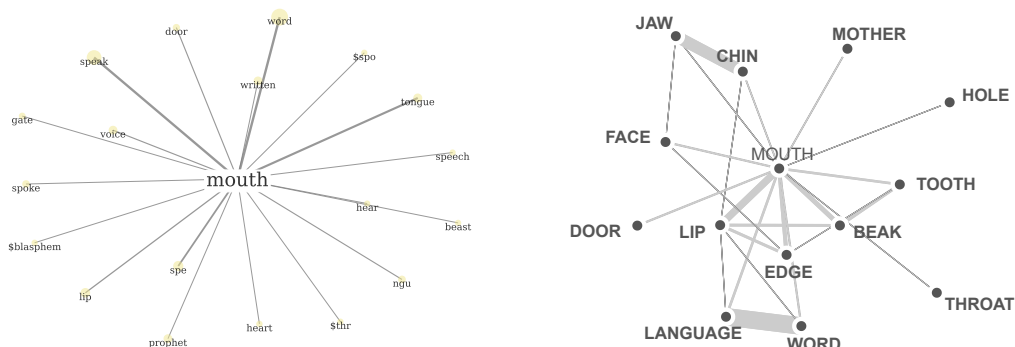 word
door
speak
$spo
written
tongue
gate
voice
speech
mouth
spoke
hear
beast
$blasphem
spe
ngu
lip
heart
$thr
prophet
JAW
MOTHER
CHIN
HOLE
FACE
MOUTH
TOOTH
DOOR
LIP
BEAK
EDGE
THROAT
LANGUAGE
WORD